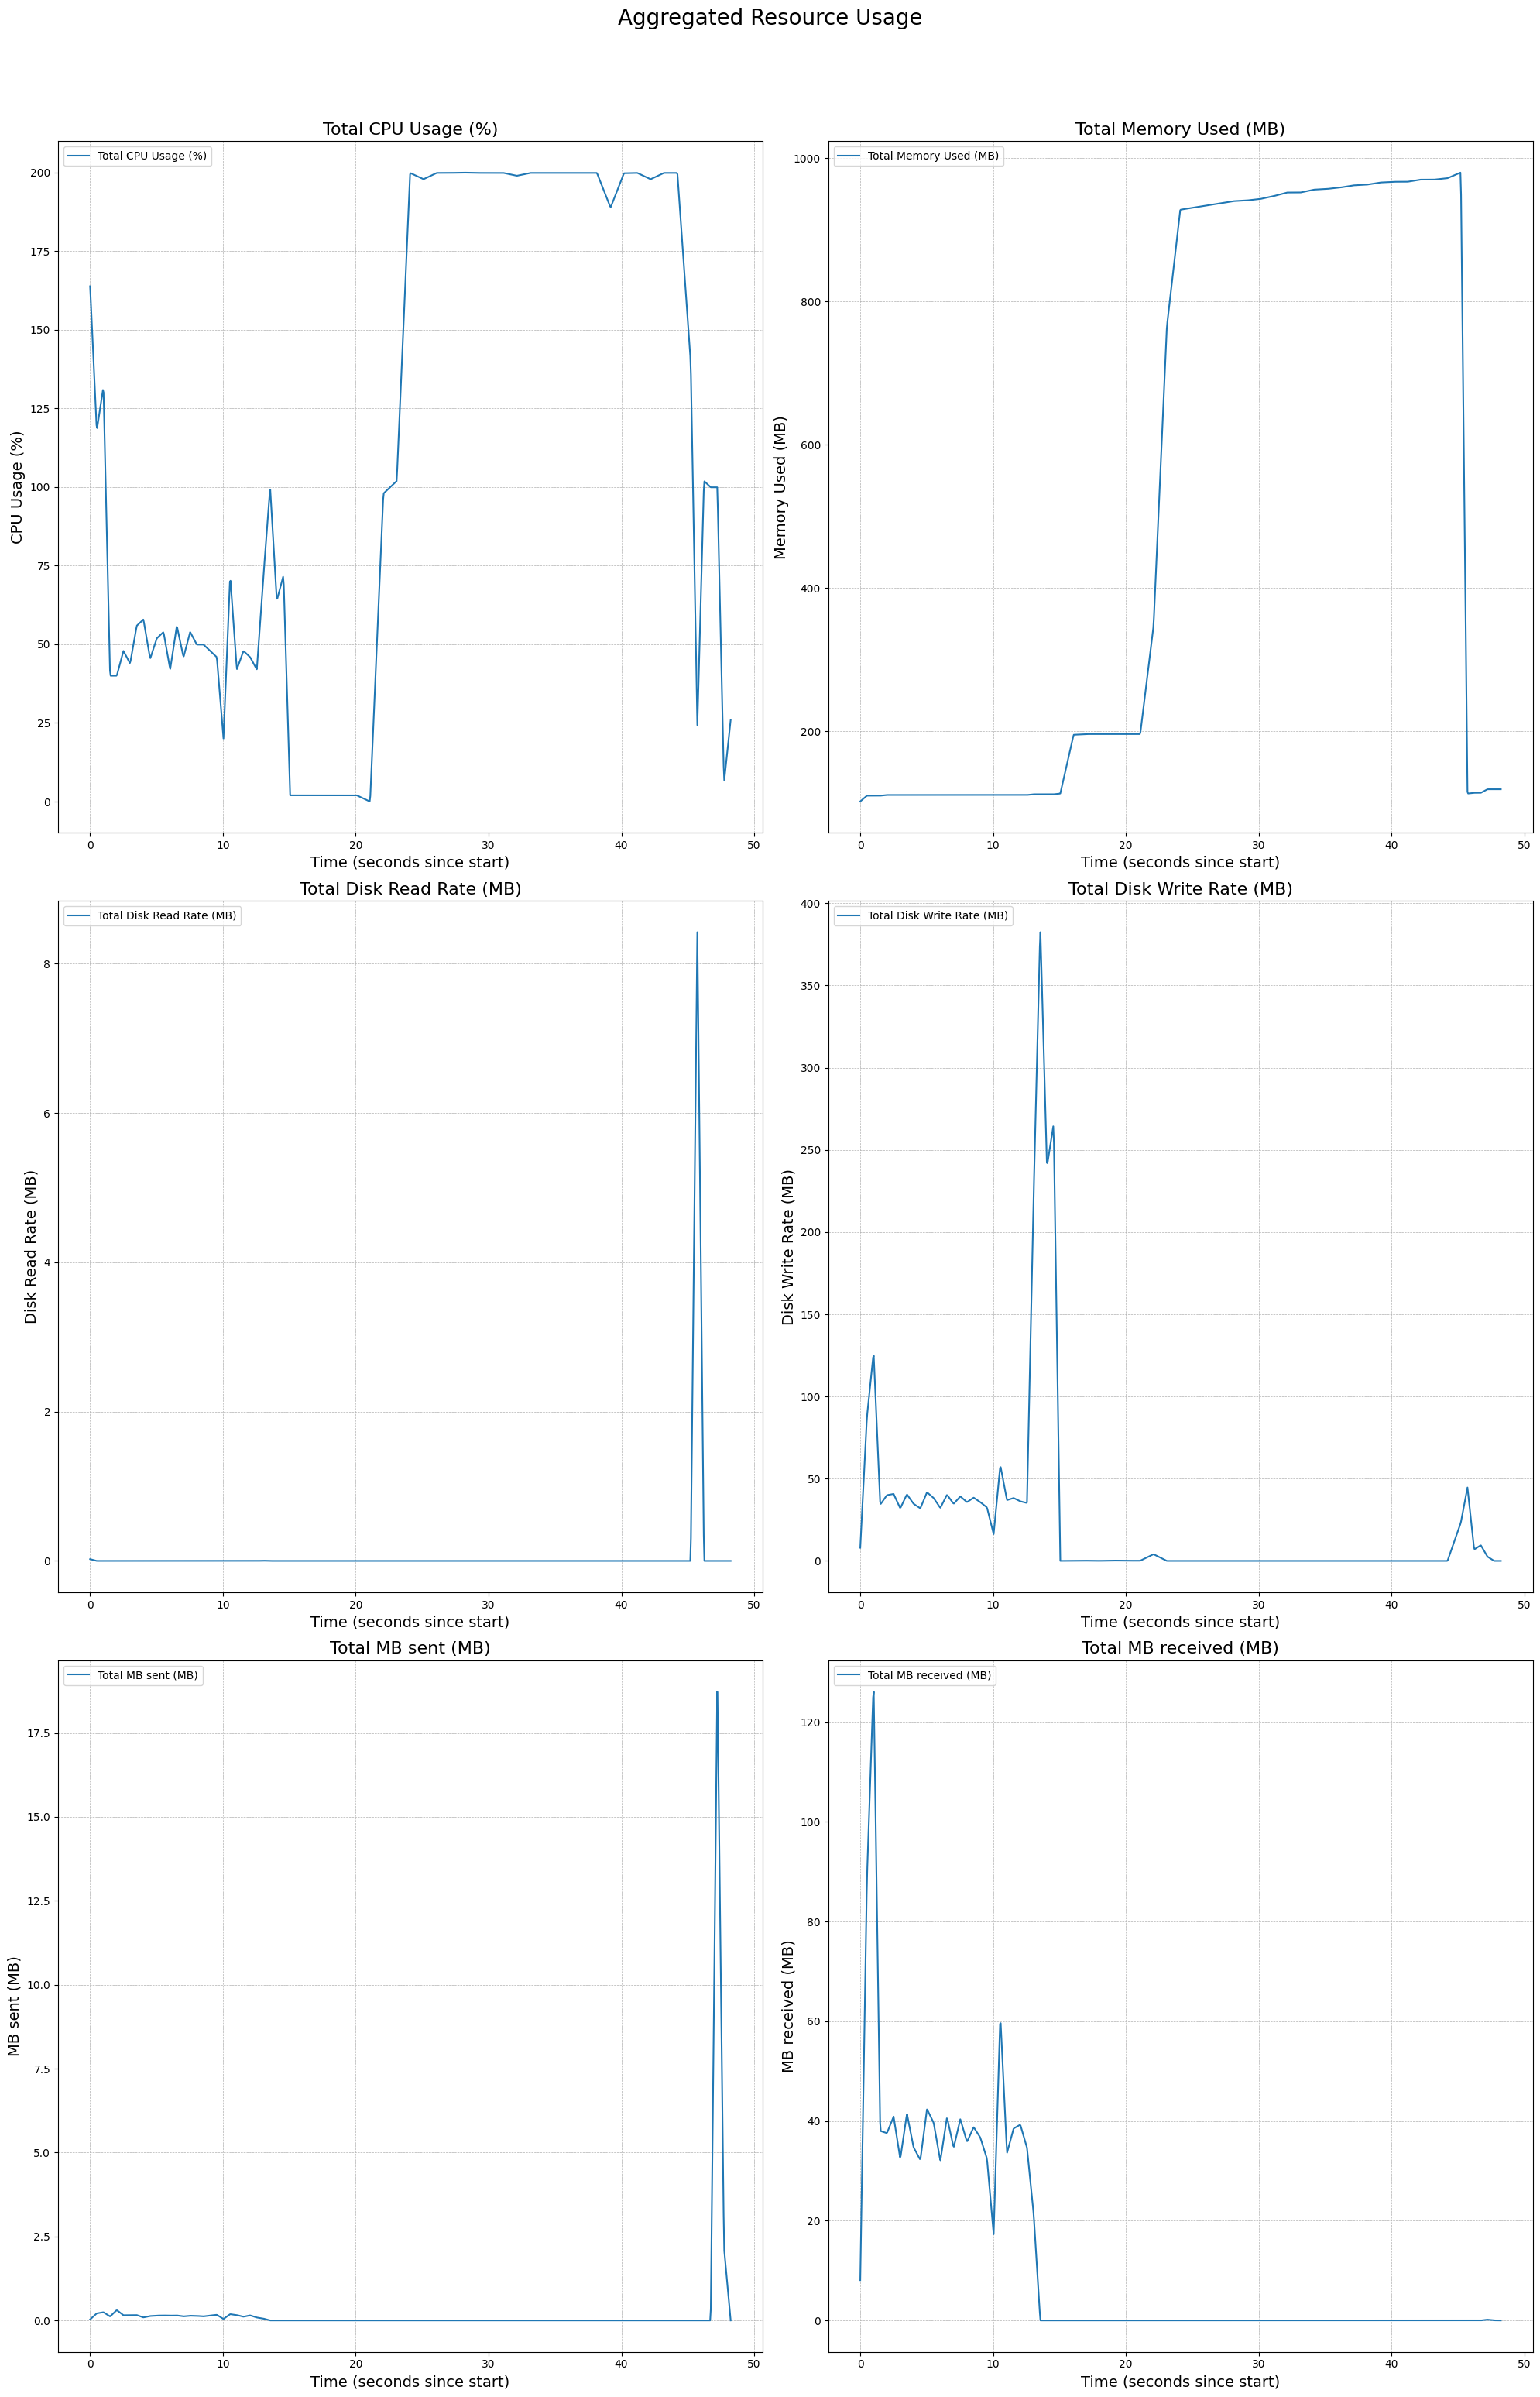 Aggregated Resource Usage
Total CPU Usage (%)
Total CPU Usage (%)
200
175
150
125
100
75
50
25
0
CPU Usage (%)
0 10 20 30 40 50
Time (seconds since start)
Total Memory Used (MB)
Total Memory Used (MB)
1000
800
600
400
200
Memory Used (MB)
0 10 20 30 40 50
Time (seconds since start)
Total Disk Read Rate (MB)
Total Disk Read Rate (MB)
8
6
4
2
0
Disk Read Rate (MB)
0 10 20 30 40 50
Time (seconds since start)
Total Disk Write Rate (MB)
Total Disk Write Rate (MB)
400
350
300
250
200
150
100
50
0
Disk Write Rate (MB)
0 10 20 30 40 50
Time (seconds since start)
Total MB sent (MB)
Total MB sent (MB)
17.5
15.0
12.5
10.0
7.5
5.0
2.5
0.0
MB sent (MB)
0 10 20 30 40 50
Time (seconds since start)
Total MB received (MB)
Total MB received (MB)
120
100
80
60
40
20
0
MB received (MB)
0 10 20 30 40 50
Time (seconds since start)